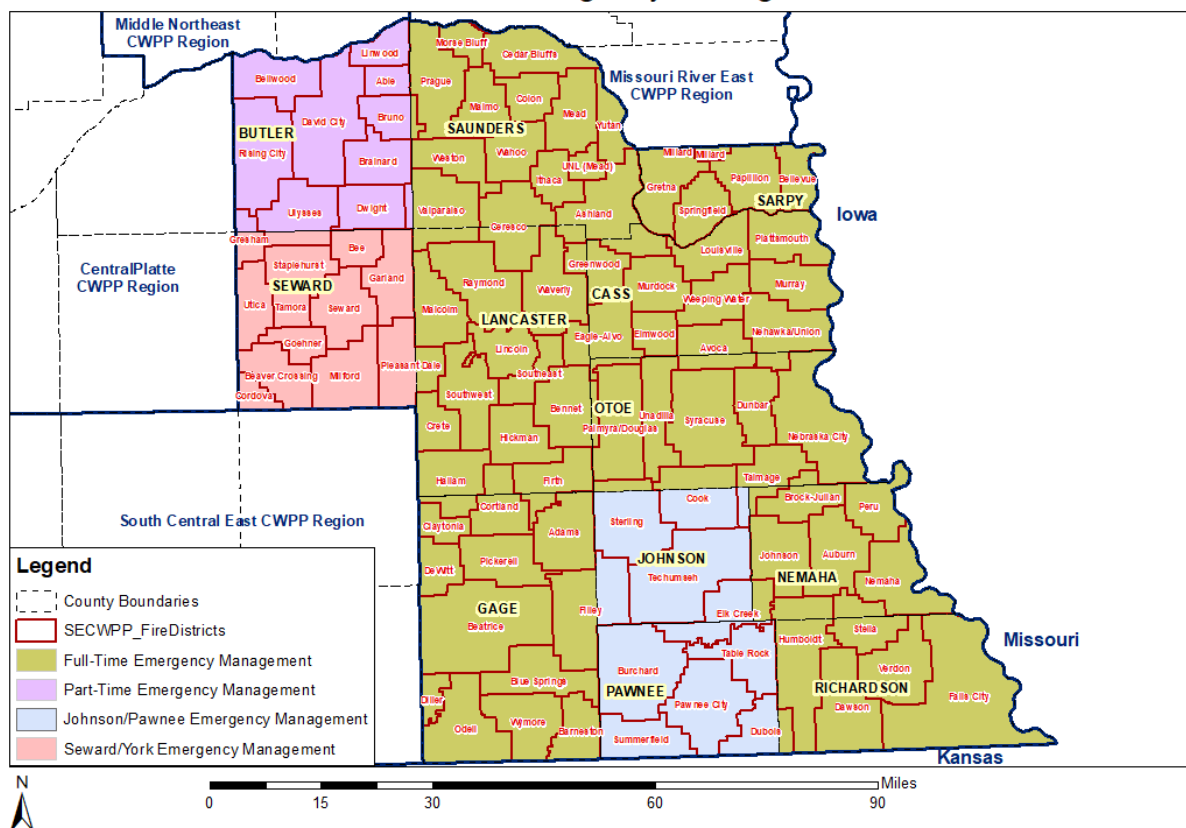 Middle Northeast
CWPP Region
Missouri River East
CWPP Region
Iowa
CentralPlatte
CWPP Region
South Central East CWPP Region
Missouri
Kansas
BUTLER
Linwood
Bellwood
Able
David City
Bruno
Rising City
Brainard
Ulysses
Dwight
SAUNDERS
Morse Bluff
Cedar Bluffs
Prague
Colon
Malmo
Mead
Yutan
Weston
Wahoo
UNL (Mead)
Ithaca
Valparaiso
Ashland
Ceresco
SARPY
Millard
Millard
Papillion
Bellevue
Gretna
Springfield
SEWARD
Gresham
Bee
Staplehurst
Garland
Utica
Tamora
Seward
Goehner
Beaver Crossing
Milford
Pleasant Dale
Cordova
LANCASTER
Raymond
Waverly
Malcolm
Lincoln
Southeast
Southwest
Bennet
Crete
Hickman
Hallam
Firth
CASS
Greenwood
Louisville
Plattsmouth
Murdock
Weeping Water
Murray
Eagle-Alvo
Elmwood
Avoca
Nehawka/Union
OTOE
Palmyra/Douglas
Unadilla
Syracuse
Dunbar
Nebraska City
Talmage
GAGE
Cortland
Claytonia
Adams
Pickerell
DeWitt
Filley
Beatrice
Blue Springs
Diller
Odell
Wymore
Barneston
JOHNSON
Cook
Sterling
Techumseh
Elk Creek
NEMAHA
Brock-Julian
Peru
Johnson
Auburn
Nemaha
PAWNEE
Table Rock
Burchard
Pawnee City
Summerfield
Dubois
RICHARDSON
Humboldt
Stella
Verdon
Dawson
Falls City
Legend
County Boundaries
SECWPP_FireDistricts
Full-Time Emergency Management
Part-Time Emergency Management
Johnson/Pawnee Emergency Management
Seward/York Emergency Management
N
0 15 30 60 90
Miles